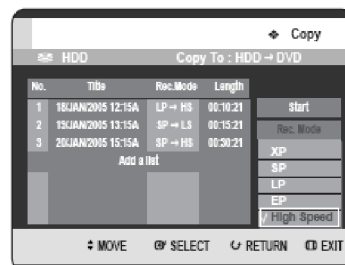 ❖ Copy
HDD Copy To : HDD → DVD
No. Title Rec.Mode Length
1 18/JAN/2005 12:15A LP → HS 00:10:21 Start
2 19/JAN/2005 13:15A SP → LS 00:15:21 Rec. Mode
3 20/JAN/2005 15:15A SP → HS 00:30:21
Add a list
XP
SP
LP
EP
√ High Speed
MOVE SELECT RETURN EXIT